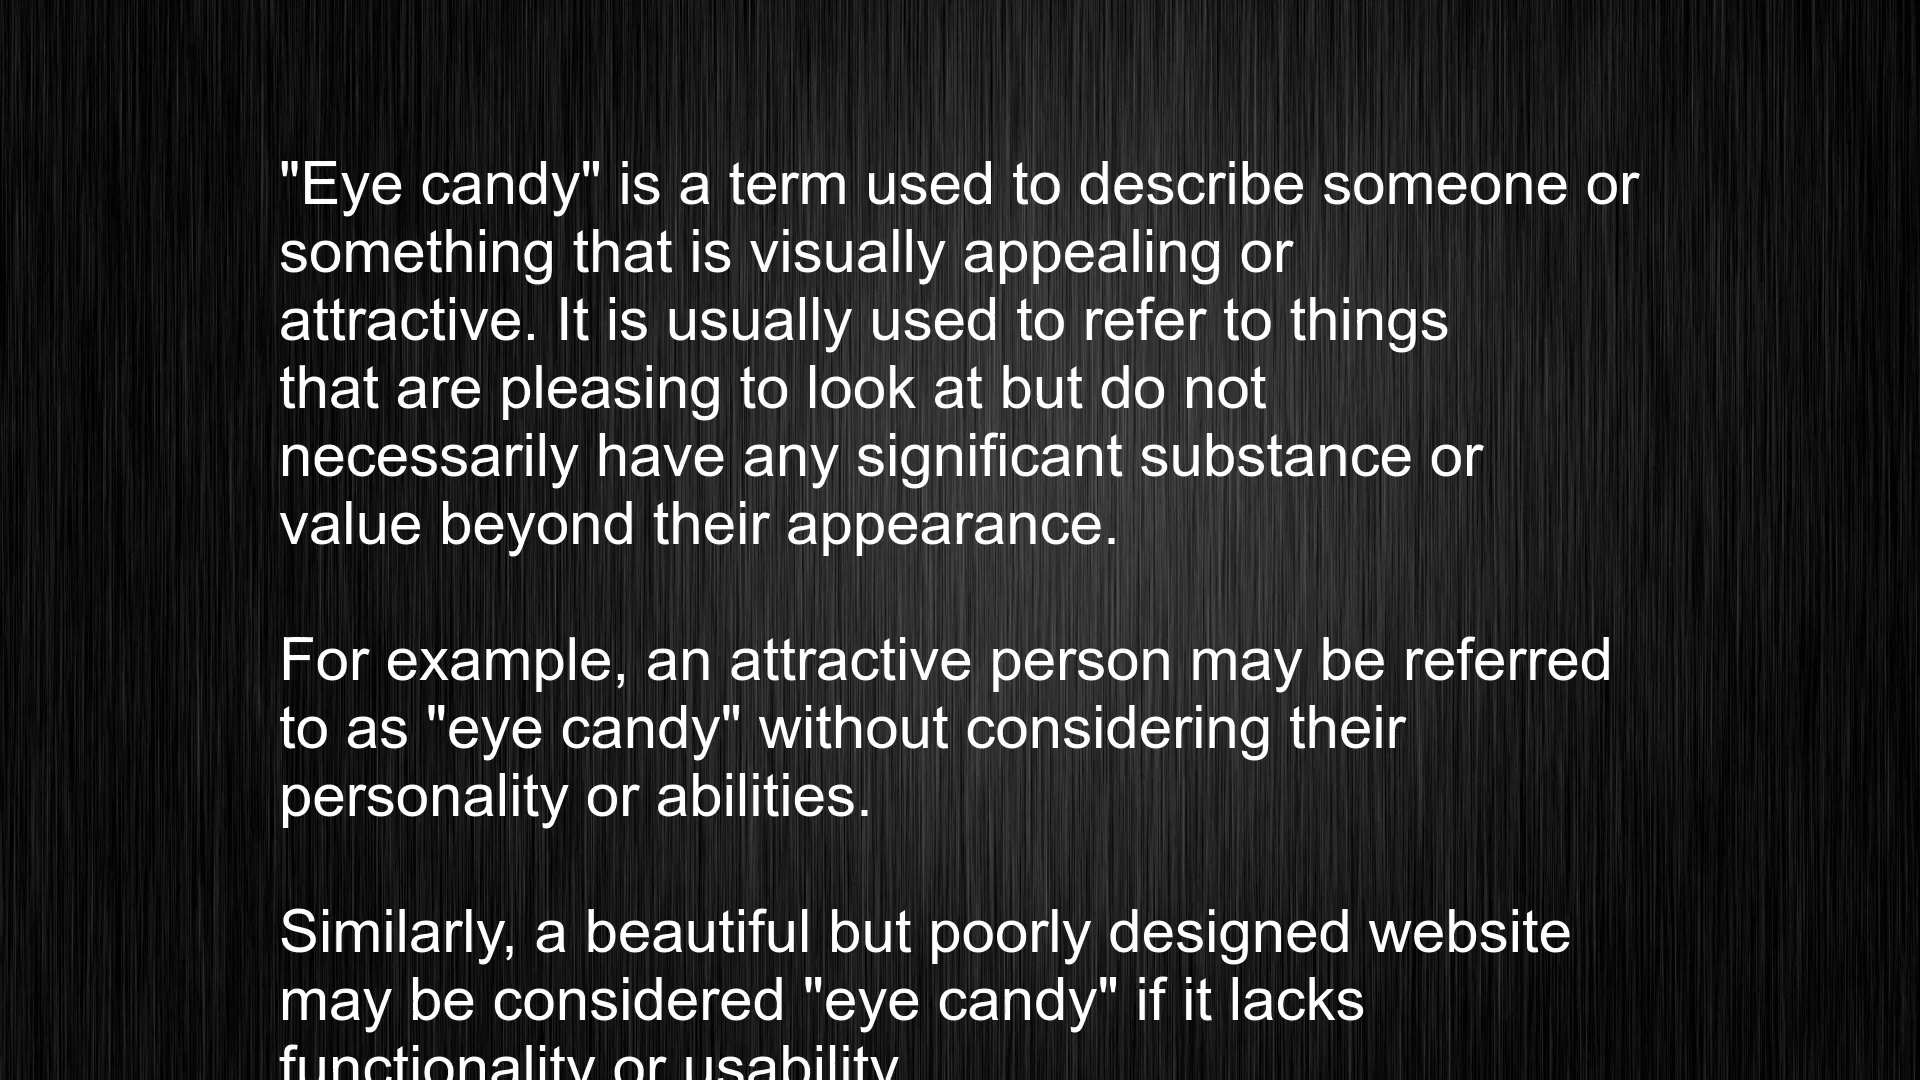 "Eye candy" is a term used to describe someone or
something that is visually appealing or
attractive. It is usually used to refer to things
that are pleasing to look at but do not
necessarily have any significant substance or
value beyond their appearance.
For example, an attractive person may be referred
to as "eye candy" without considering their
personality or abilities.
Similarly, a beautiful but poorly designed website
may be considered "eye candy" if it lacks
functionality or usability